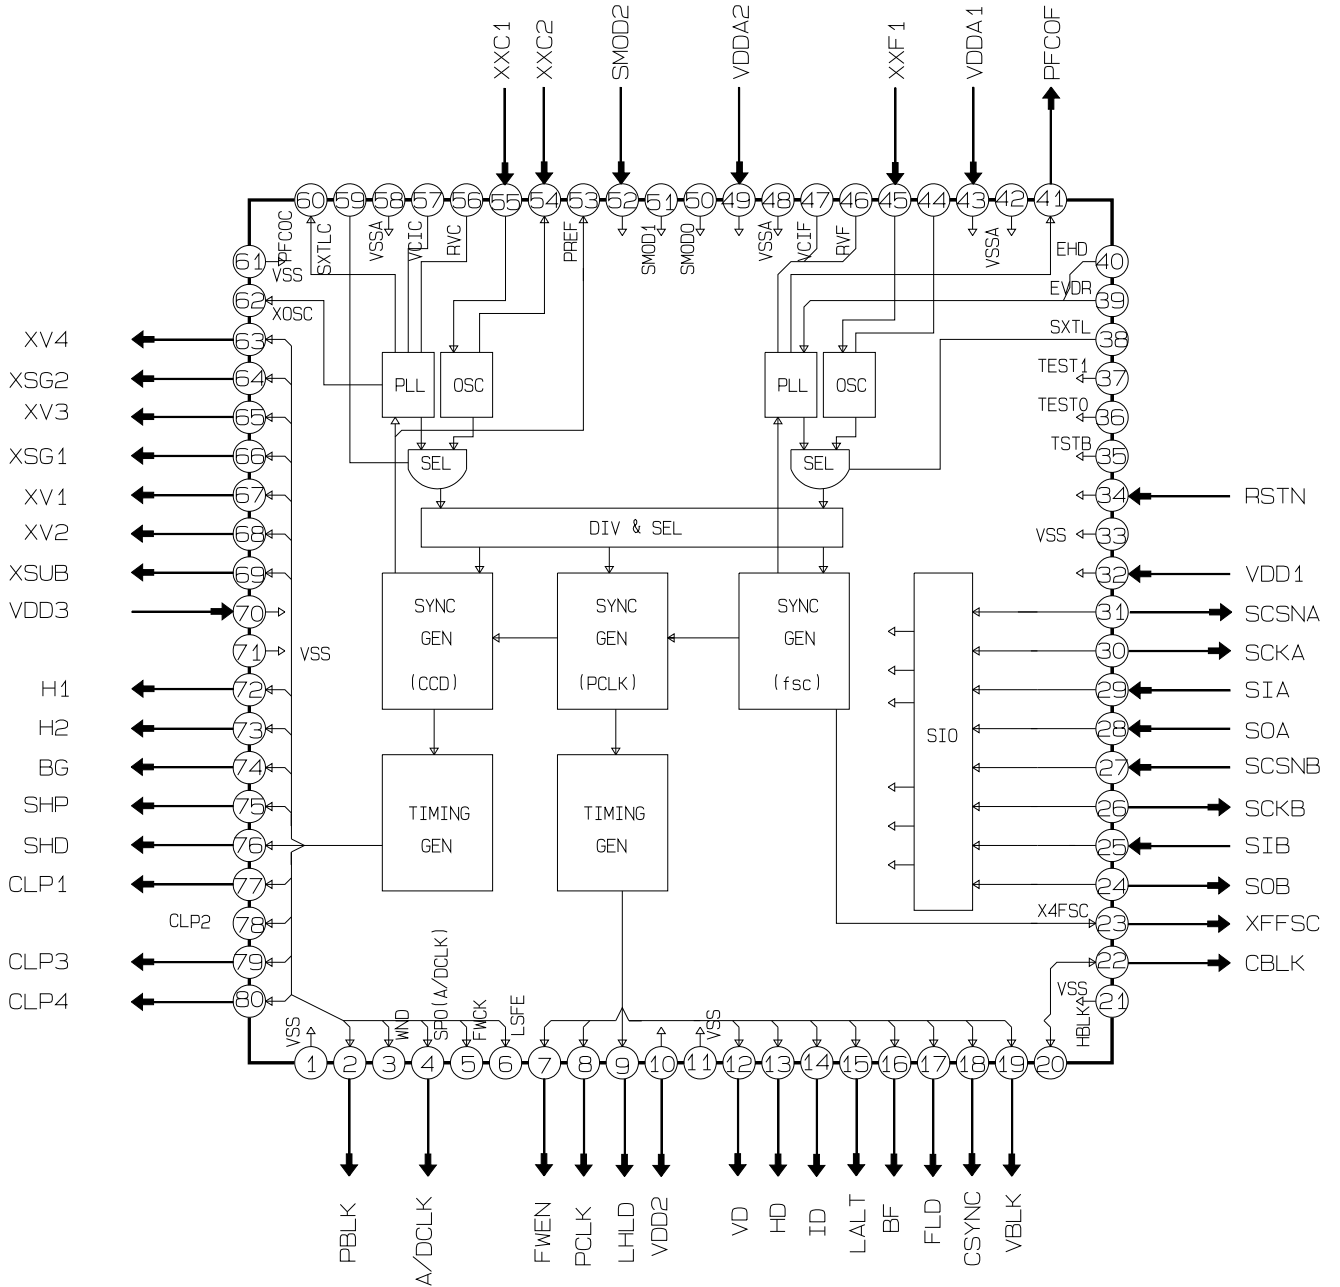 XXC1
XXC2
SMOD2
VDDA2
XXF1
VDDA1
PFCOF
60
59
58
57
56
55
54
53
52
51
50
49
48
47
46
45
44
43
42
41
PFCOC
SXTLC
VSSA
VCIC
RVC
PREF
SMOD1
SMOD0
VSSA
VCIF
RVF
VSSA
EHD
61
VSS
40
62
XOSC
EVDR
39
XV4
63
SXTL
38
XSG2
64
PLL
OSC
PLL
OSC
TEST1
37
XV3
65
TEST0
36
XSG1
66
SEL
SEL
TSTB
35
XV1
67
34
RSTN
XV2
68
DIV & SEL
VSS
33
XSUB
69
32
VDD1
VDD3
70
SYNC
GEN
(CCD)
SYNC
GEN
(PCLK)
SYNC
GEN
(fsc)
31
SCSNA
71
VSS
30
SCKA
H1
72
29
SIA
H2
73
SIO
28
SOA
BG
74
27
SCSNB
SHP
75
TIMING
GEN
TIMING
GEN
26
SCKB
SHD
76
25
SIB
CLP1
77
24
SOB
CLP2
78
X4FSC
23
XFFSC
CLP3
79
22
CBLK
CLP4
80
VSS
21
VSS
WND
SPO(A/DCLK)
FWCK
LSFE
VSS
HBLK
1
2
3
4
5
6
7
8
9
10
11
12
13
14
15
16
17
18
19
20
PBLK
A/DCLK
FWEN
PCLK
LHLD
VDD2
VD
HD
ID
LALT
BF
FLD
CSYNC
VBLK